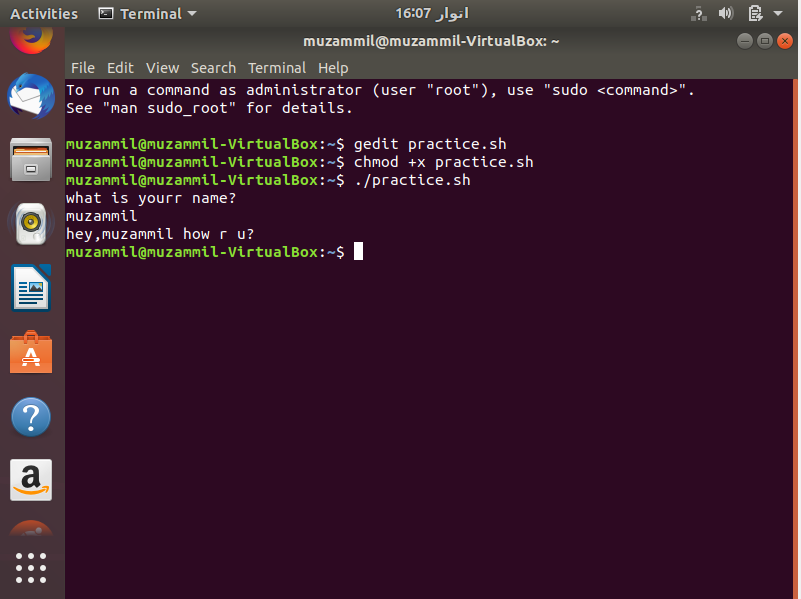 Activities Terminal اتوار 16:07
muzammil@muzammil-VirtualBox: ~
File Edit View Search Terminal Help
To run a command as administrator (user "root"), use "sudo <command>".
See "man sudo_root" for details.
muzammil@muzammil-VirtualBox:~$ gedit practice.sh
muzammil@muzammil-VirtualBox:~$ chmod +x practice.sh
muzammil@muzammil-VirtualBox:~$ ./practice.sh
what is yourr name?
muzammil
hey,muzammil how r u?
muzammil@muzammil-VirtualBox:~$